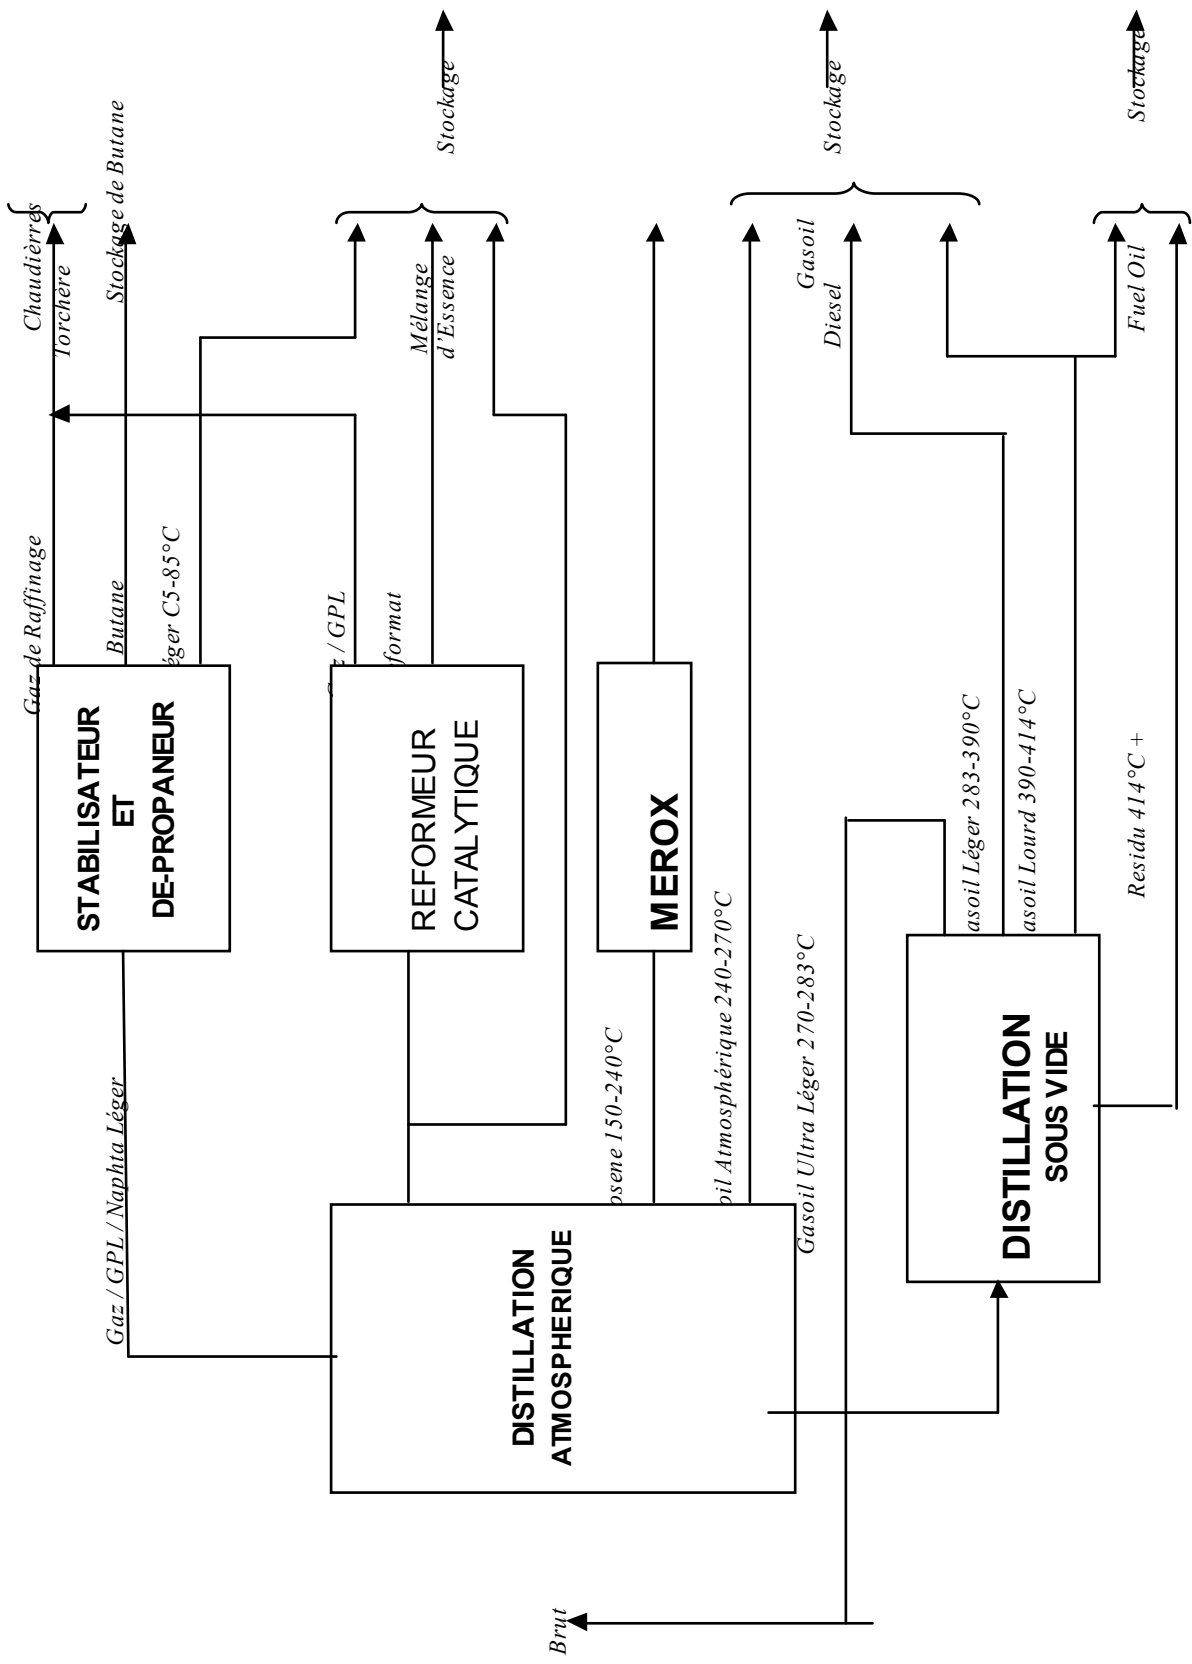 Chaudièrres
Torchère
Stockage de Butane
Stockage
Stockage
Stockage
Mélange
d'Essence
Gasoil
Diesel
Fuel Oil
Gaz de Raffinage
Butane
éger C5-85°C
z / GPL
format
STABILISATEUR
ET
DE-PROPANEUR
REFORMEUR
CATALYTIQUE
MEROX
asoil Léger 283-390°C
asoil Lourd 390-414°C
Residu 414°C +
Gaz / GPL / Naphta Léger
osene 150-240°C
oil Atmosphérique 240-270°C
Gasoil Ultra Léger 270-283°C
DISTILLATION
ATMOSPHERIQUE
DISTILLATION
SOUS VIDE
Brut